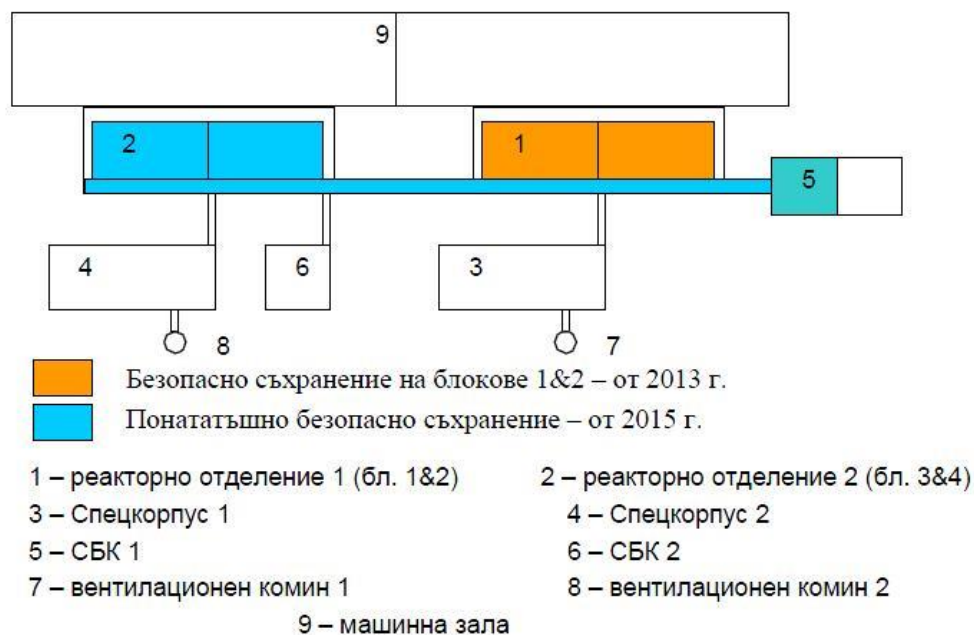 9
2
1
5
4
6
3
8
7
Безопасно съхранение на блокове 1&2 – от 2013 г.
Понататъшно безопасно съхранение – от 2015 г.
1 – реакторно отделение 1 (бл. 1&2)
2 – реакторно отделение 2 (бл. 3&4)
3 – Спецкорпус 1
4 – Спецкорпус 2
5 – СБК 1
6 – СБК 2
7 – вентилационен комин 1
8 – вентилационен комин 2
9 – машинна зала